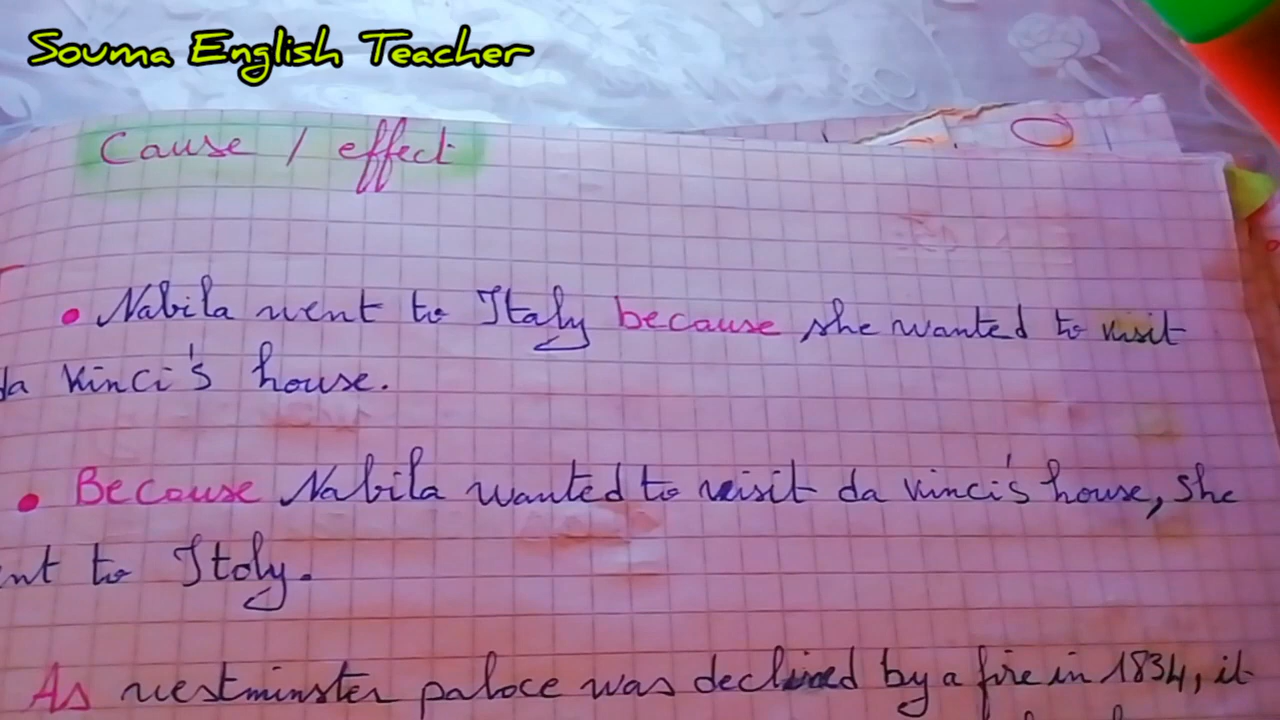 Souma English Teacher
Cause / effect
• Nabila went to Italy because she wanted to visit
da Vinci's house.
• Because Nabila wanted to visit da Vinci's house, she
nt to Italy.
As westminster palace was by a fire in 1834, it